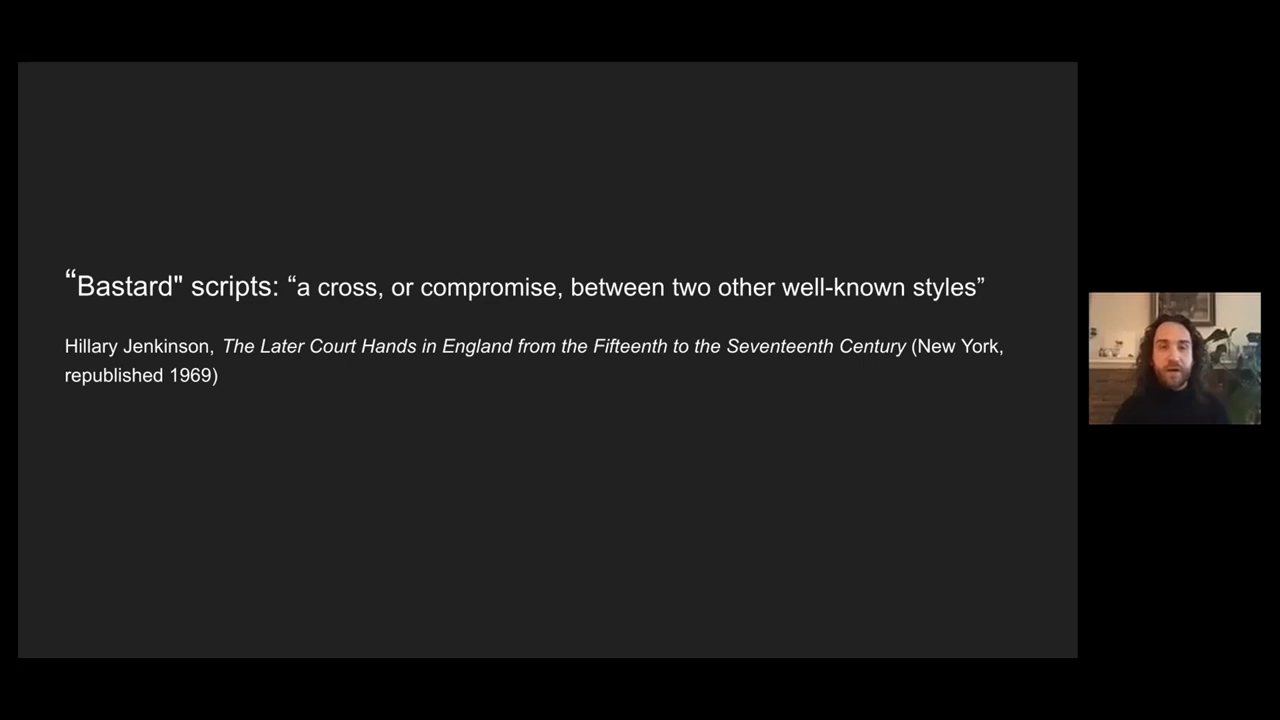 “Bastard" scripts: “a cross, or compromise, between two other well-known styles”
Hillary Jenkinson, The Later Court Hands in England from the Fifteenth to the Seventeenth Century (New York,
republished 1969)